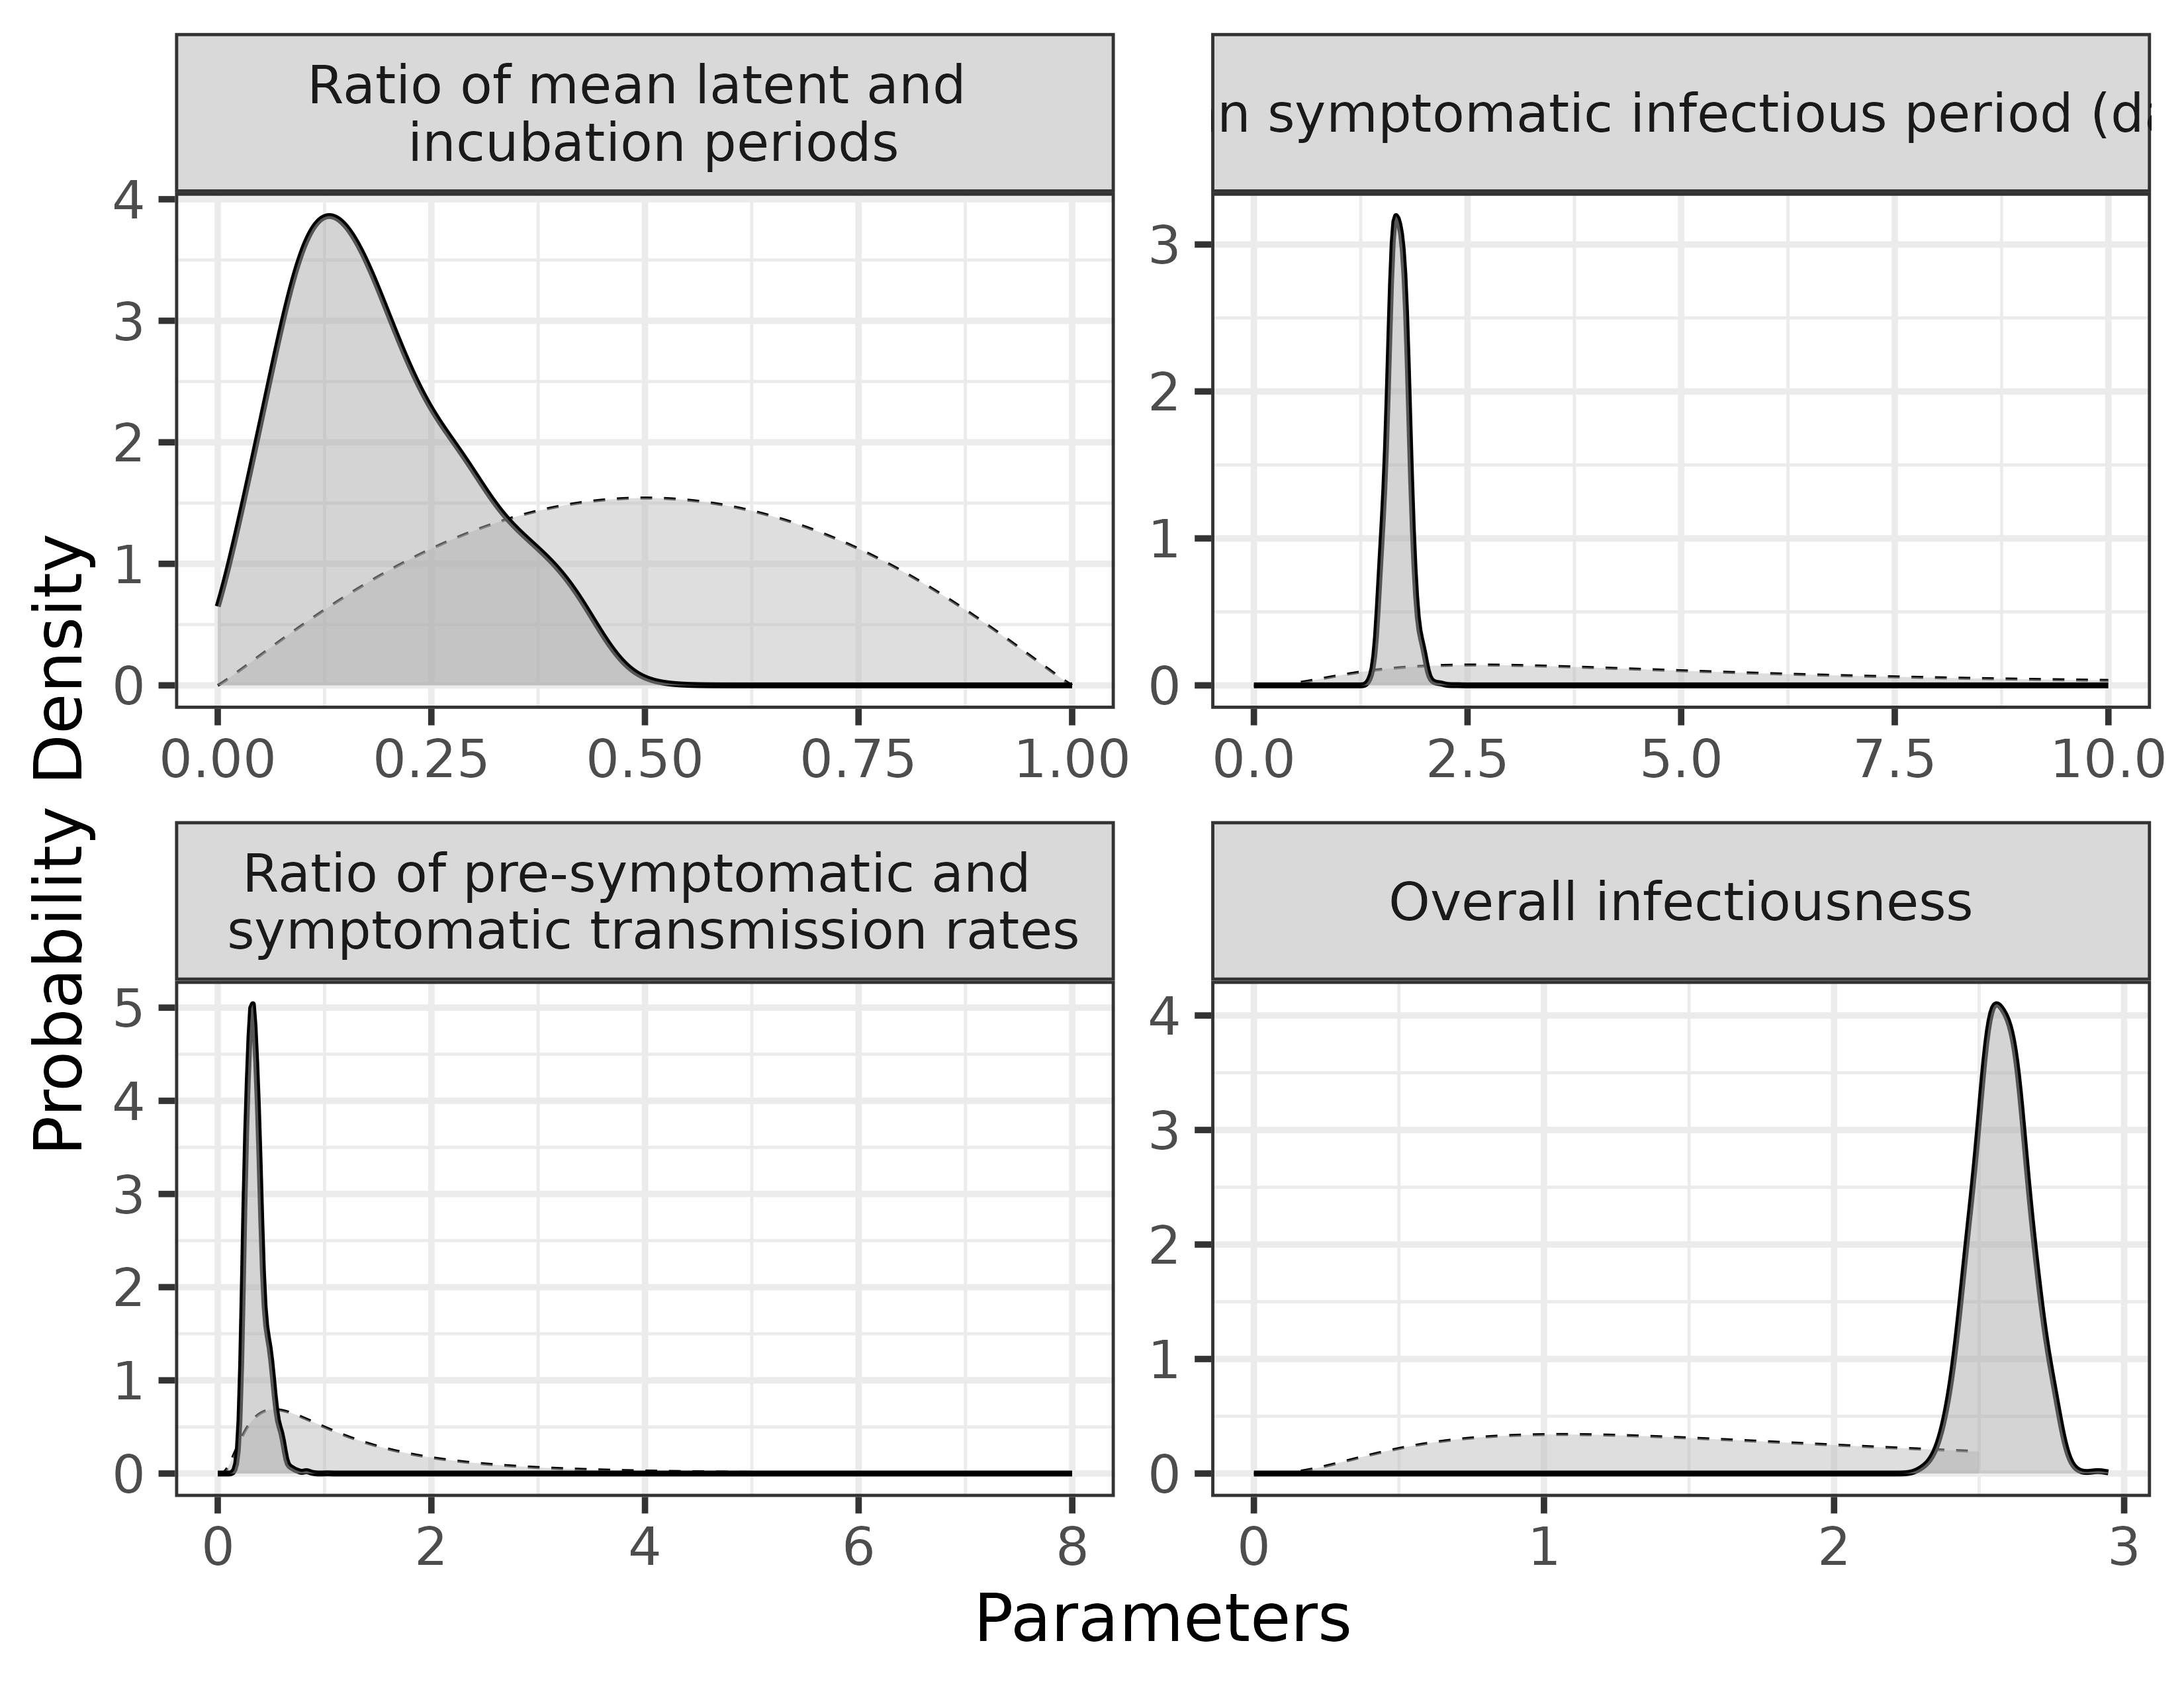 Ratio of mean latent and
incubation periods
symptomatic infectious period
4
3
2
1
0
0.00 0.25 0.50 0.75 1.00
3
2
1
0
0.0 2.5 5.0 7.5 10.0
Ratio of pre-symptomatic and
symptomatic transmission rates
Overall infectiousness
5
4
3
2
1
0
0 2 4 6 8
4
3
2
1
0
0 1 2 3
Probability Density
Parameters